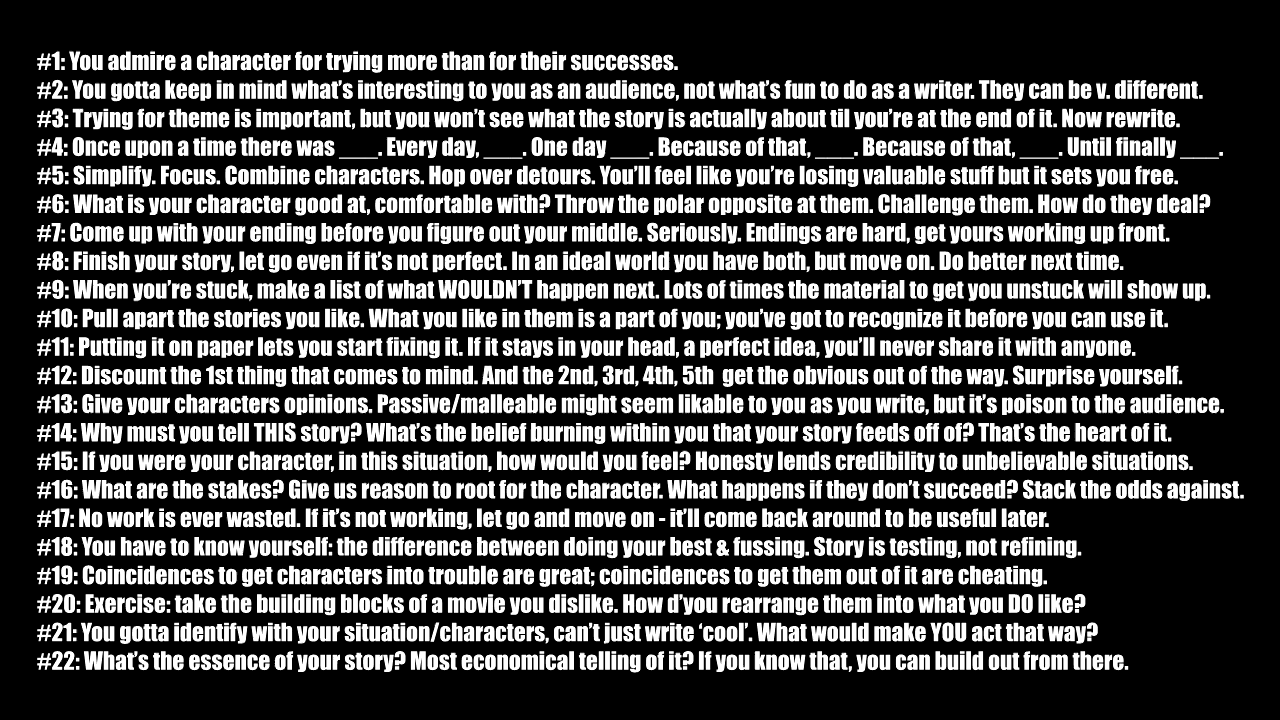 #1: You admire a character for trying more than for their successes.
#2: You gotta keep in mind what's interesting to you as an audience, not what's fun to do as a writer. They can be v. different.
#3: Trying for theme is important, but you won't see what the story is actually about til you're at the end of it. Now rewrite.
#4: Once upon a time there was ___. Every day, ___. One day ___. Because of that, ___. Because of that, ___. Until finally ___.
#5: Simplify. Focus. Combine characters. Hop over detours. You'll feel like you're losing valuable stuff but it sets you free.
#6: What is your character good at, comfortable with? Throw the polar opposite at them. Challenge them. How do they deal?
#7: Come up with your ending before you figure out your middle. Seriously. Endings are hard, get yours working up front.
#8: Finish your story, let go even if it's not perfect. In an ideal world you have both, but move on. Do better next time.
#9: When you're stuck, make a list of what WOULDN'T happen next. Lots of times the material to get you unstuck will show up.
#10: Pull apart the stories you like. What you like in them is a part of you; you've got to recognize it before you can use it.
#11: Putting it on paper lets you start fixing it. If it stays in your head, a perfect idea, you'll never share it with anyone.
#12: Discount the 1st thing that comes to mind. And the 2nd, 3rd, 4th, 5th  get the obvious out of the way. Surprise yourself.
#13: Give your characters opinions. Passive/malleable might seem likable to you as you write, but it's poison to the audience.
#14: Why must you tell THIS story? What's the belief burning within you that your story feeds off of? That's the heart of it.
#15: If you were your character, in this situation, how would you feel? Honesty lends credibility to unbelievable situations.
#16: What are the stakes? Give us reason to root for the character. What happens if they don't succeed? Stack the odds against.
#17: No work is ever wasted. If it's not working, let go and move on - it'll come back around to be useful later.
#18: You have to know yourself: the difference between doing your best & fussing. Story is testing, not refining.
#19: Coincidences to get characters into trouble are great; coincidences to get them out of it are cheating.
#20: Exercise: take the building blocks of a movie you dislike. How d'you rearrange them into what you DO like?
#21: You gotta identify with your situation/characters, can't just write 'cool'. What would make YOU act that way?
#22: What's the essence of your story? Most economical telling of it? If you know that, you can build out from there.